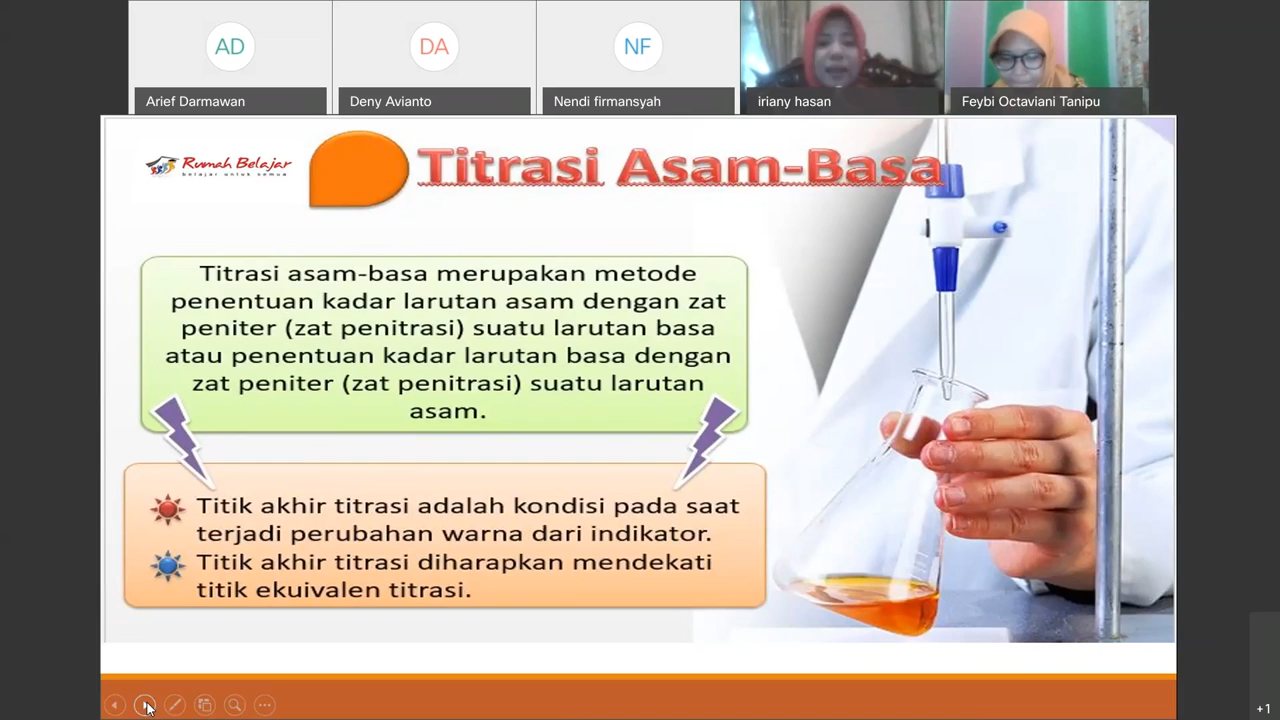 AD
DA
NF
Arief Darmawan
Deny Avianto
Nendi firmansyah
iriany hasan
Feybi Octaviani Tanipu
Rumah Belajar
belajar untuk semua
Titrasi Asam-Basa
Titrasi asam-basa merupakan metode
penentuan kadar larutan asam dengan zat
peniter (zat penitrasi) suatu larutan basa
atau penentuan kadar larutan basa dengan
zat peniter (zat penitrasi) suatu larutan
asam.
Titik akhir titrasi adalah kondisi pada saat
terjadi perubahan warna dari indikator.
Titik akhir titrasi diharapkan mendekati
titik ekuivalen titrasi.
+1